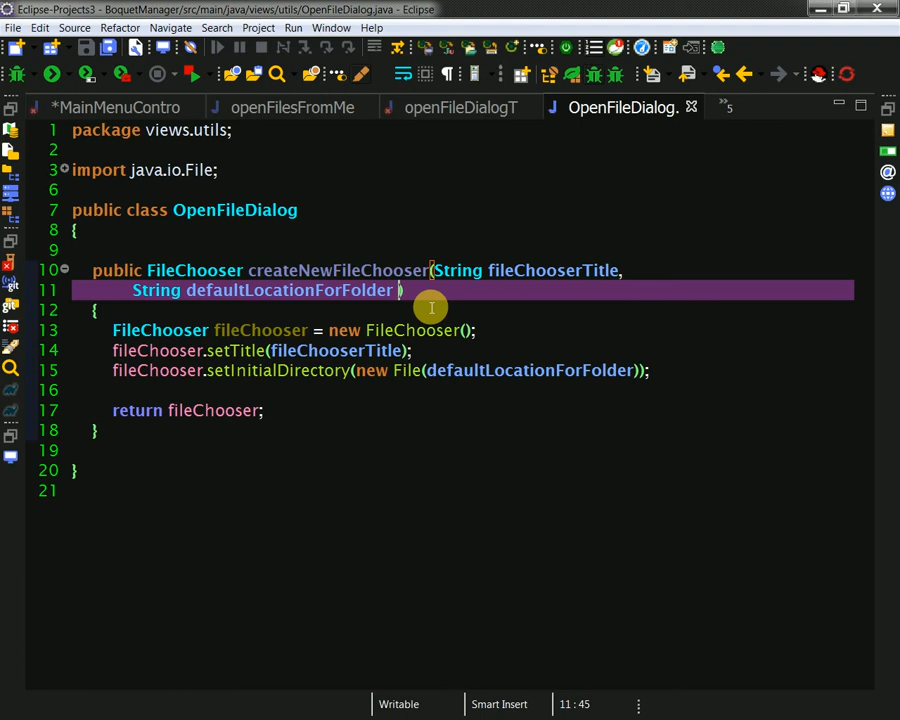 Eclipse-Projects3 - BoquetManager/src/main/java/views/utils/OpenFileDialog.java - Eclipse
File Edit Source Refactor Navigate Search Project Run Window Help
*MainMenuContro openFilesFromMe openFileDialogT OpenFileDialog. »5
1 package views.utils;
2
3 import java.io.File;
6
7 public class OpenFileDialog
8 {
9
10 public FileChooser createNewFileChooser(String fileChooserTitle,
11 String defaultLocationForFolder )
12 {
13 FileChooser fileChooser = new FileChooser();
14 fileChooser.setTitle(fileChooserTitle);
15 fileChooser.setInitialDirectory(new File(defaultLocationForFolder));
16
17 return fileChooser;
18 }
19
20 }
21
Writable Smart Insert 11 : 45